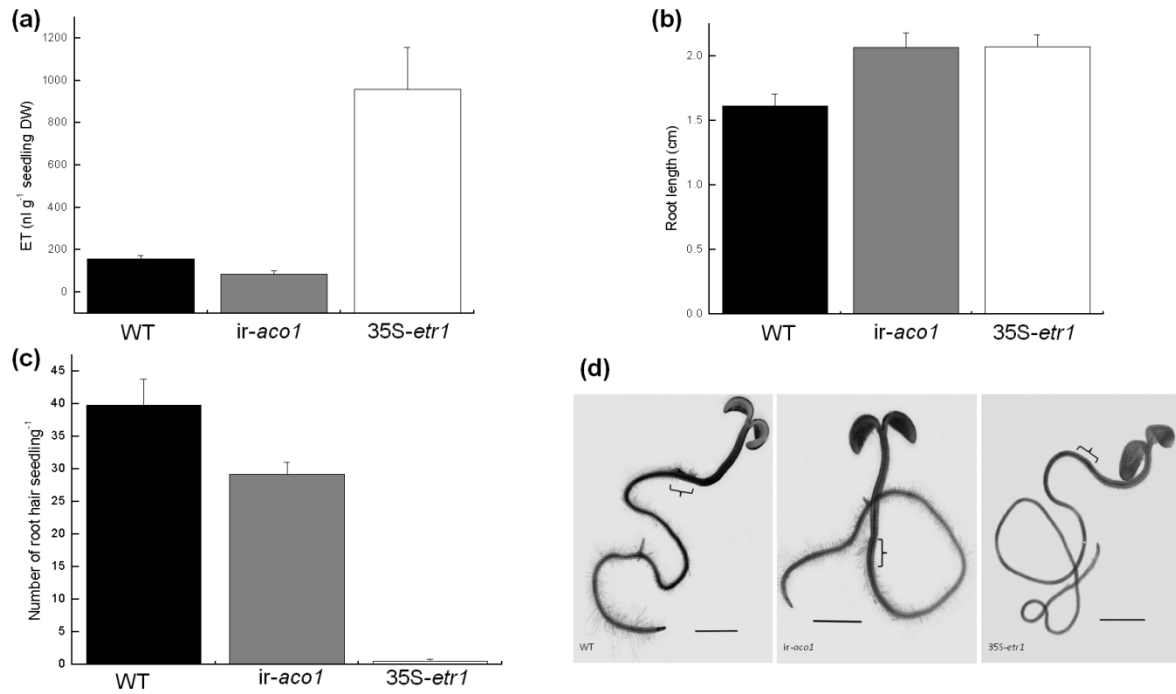 (a)
ET (nl g⁻¹ seedling DW)
1000
800
600
400
200
0
WT
ir-aco1
35S-etr1
(b)
Root length (cm)
2.0
1.5
1.0
0.5
0.0
WT
ir-aco1
35S-etr1
(c)
Number of root hair seedling⁻¹
45
40
35
30
25
20
15
10
5
0
WT
ir-aco1
35S-etr1
(d)
WT
ir-aco1
35S-etr1